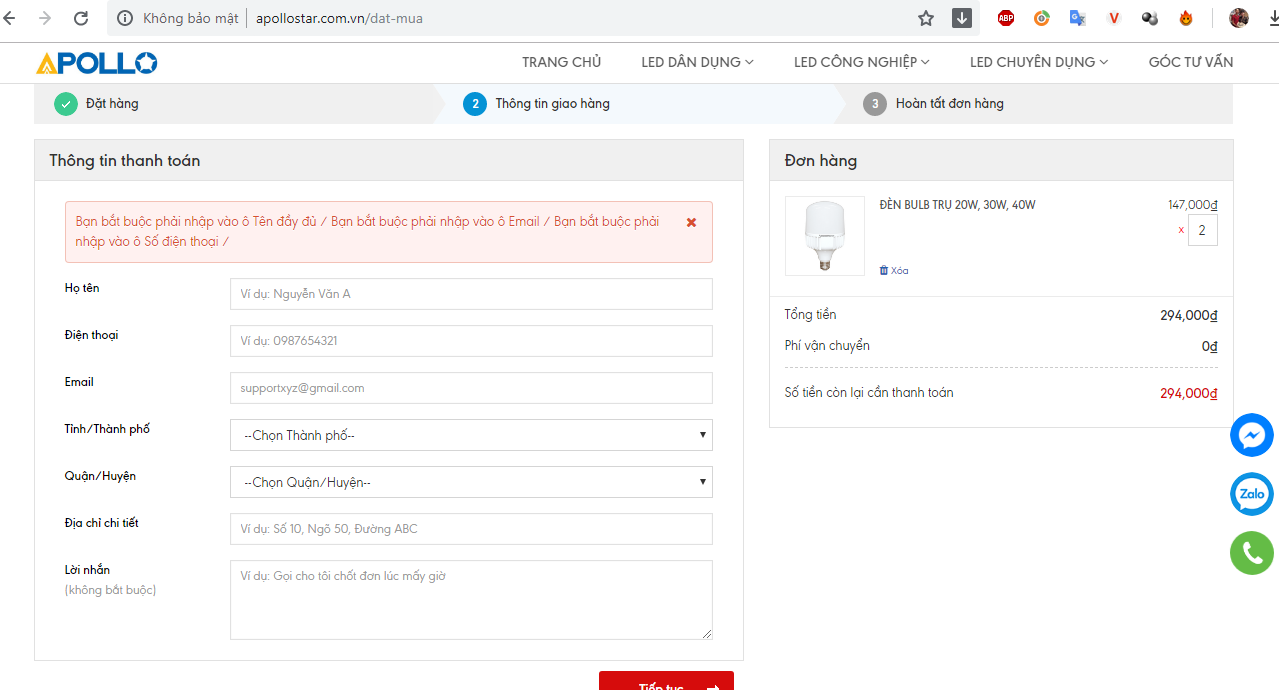 Không bảo mật
apollostar.com.vn/dat-mua
ABP
V
APOLLO
TRANG CHỦ
LED DÂN DỤNG
LED CÔNG NGHIỆP
LED CHUYÊN DỤNG
GÓC TƯ VẤN
Đặt hàng
2 Thông tin giao hàng
3 Hoàn tất đơn hàng
Thông tin thanh toán
Bạn bắt buộc phải nhập vào ô Tên đầy đủ / Bạn bắt buộc phải nhập vào ô Email / Bạn bắt buộc phải
nhập vào ô Số điện thoại /
Họ tên
Ví dụ: Nguyễn Văn A
Điện thoại
Ví dụ: 0987654321
Email
supportxyz@gmail.com
Tỉnh/Thành phố
--Chọn Thành phố--
Quận/Huyện
--Chọn Quận/Huyện--
Địa chỉ chi tiết
Ví dụ: Số 10, Ngõ 50, Đường ABC
Lời nhắn
(không bắt buộc)
Ví dụ: Gọi cho tôi chốt đơn lúc mấy giờ
Tiếp tục
Đơn hàng
ĐÈN BULB TRỤ 20W, 30W, 40W
147,000₫
x 2
Xóa
Tổng tiền
294,000₫
Phí vận chuyển
0₫
Số tiền còn lại cần thanh toán
294,000₫
Zalo